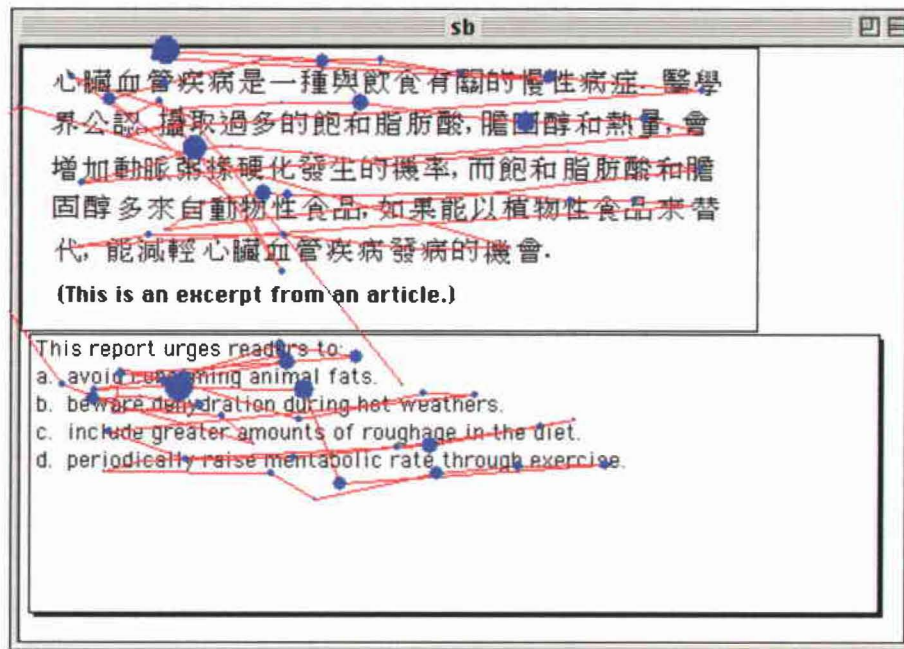 sb
心臟血管疾病是一種與飲食有關的慢性病症. 醫學
界公認, 攝取過多的飽和脂肪酸, 膽固醇和熱量, 會
增加動脈粥樣硬化發生的機率, 而飽和脂肪酸和膽
固醇多來自動物性食品, 如果能以植物性食品來替
代, 能減輕心臟血管疾病發病的機會.
(This is an excerpt from an article.)
This report urges readers to:
a. avoid consuming animal fats.
b. beware dehydration during hot weathers.
c. include greater amounts of roughage in the diet.
d. periodically raise mentabolic rate through exercise.